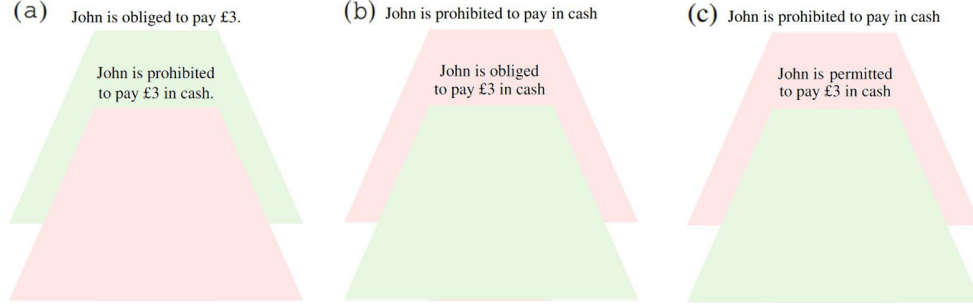 (a) John is obliged to pay £3.
John is prohibited
to pay £3 in cash.
(b) John is prohibited to pay in cash
John is obliged
to pay £3 in cash
(c) John is prohibited to pay in cash
John is permitted
to pay £3 in cash